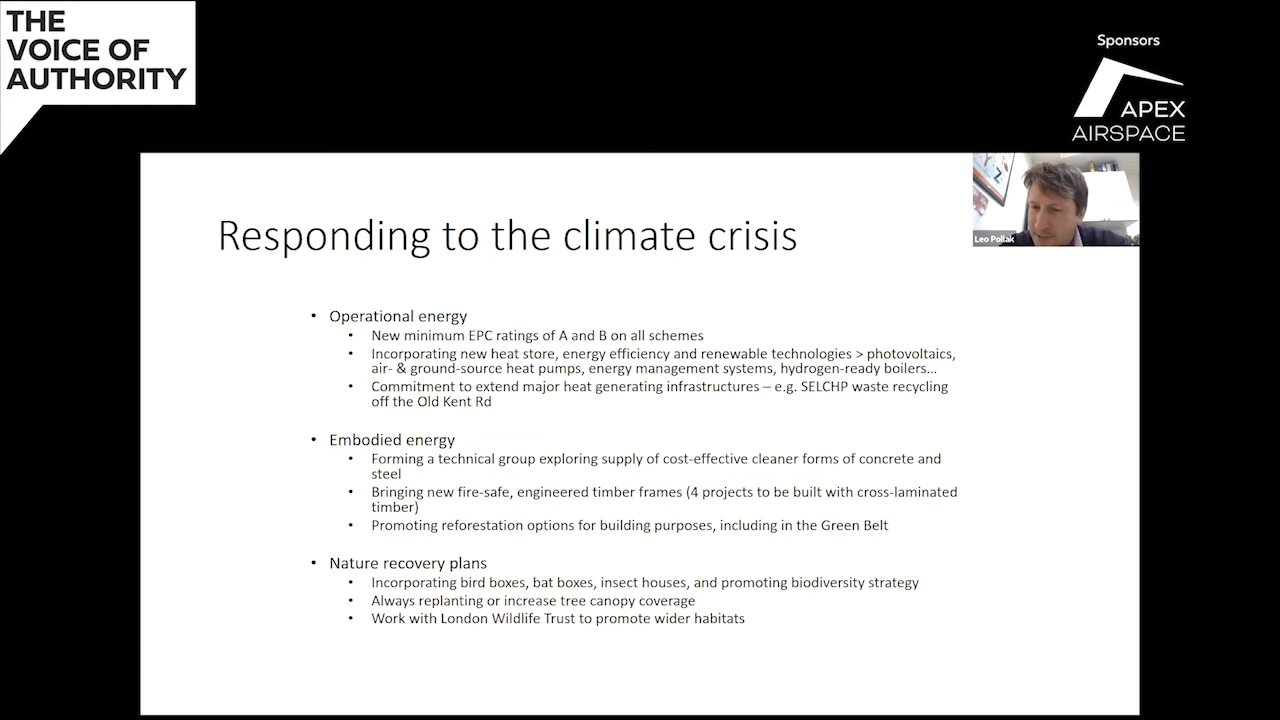 THE
VOICE OF
AUTHORITY
Sponsors
APEX
AIRSPACE
Leo Pollak
Responding to the climate crisis
• Operational energy
• New minimum EPC ratings of A and B on all schemes
• Incorporating new heat store, energy efficiency and renewable technologies > photovoltaics,
air- & ground-source heat pumps, energy management systems, hydrogen-ready boilers...
• Commitment to extend major heat generating infrastructures – e.g. SELCHP waste recycling
off the Old Kent Rd
• Embodied energy
• Forming a technical group exploring supply of cost-effective cleaner forms of concrete and
steel
• Bringing new fire-safe, engineered timber frames (4 projects to be built with cross-laminated
timber)
• Promoting reforestation options for building purposes, including in the Green Belt
• Nature recovery plans
• Incorporating bird boxes, bat boxes, insect houses, and promoting biodiversity strategy
• Always replanting or increase tree canopy coverage
• Work with London Wildlife Trust to promote wider habitats